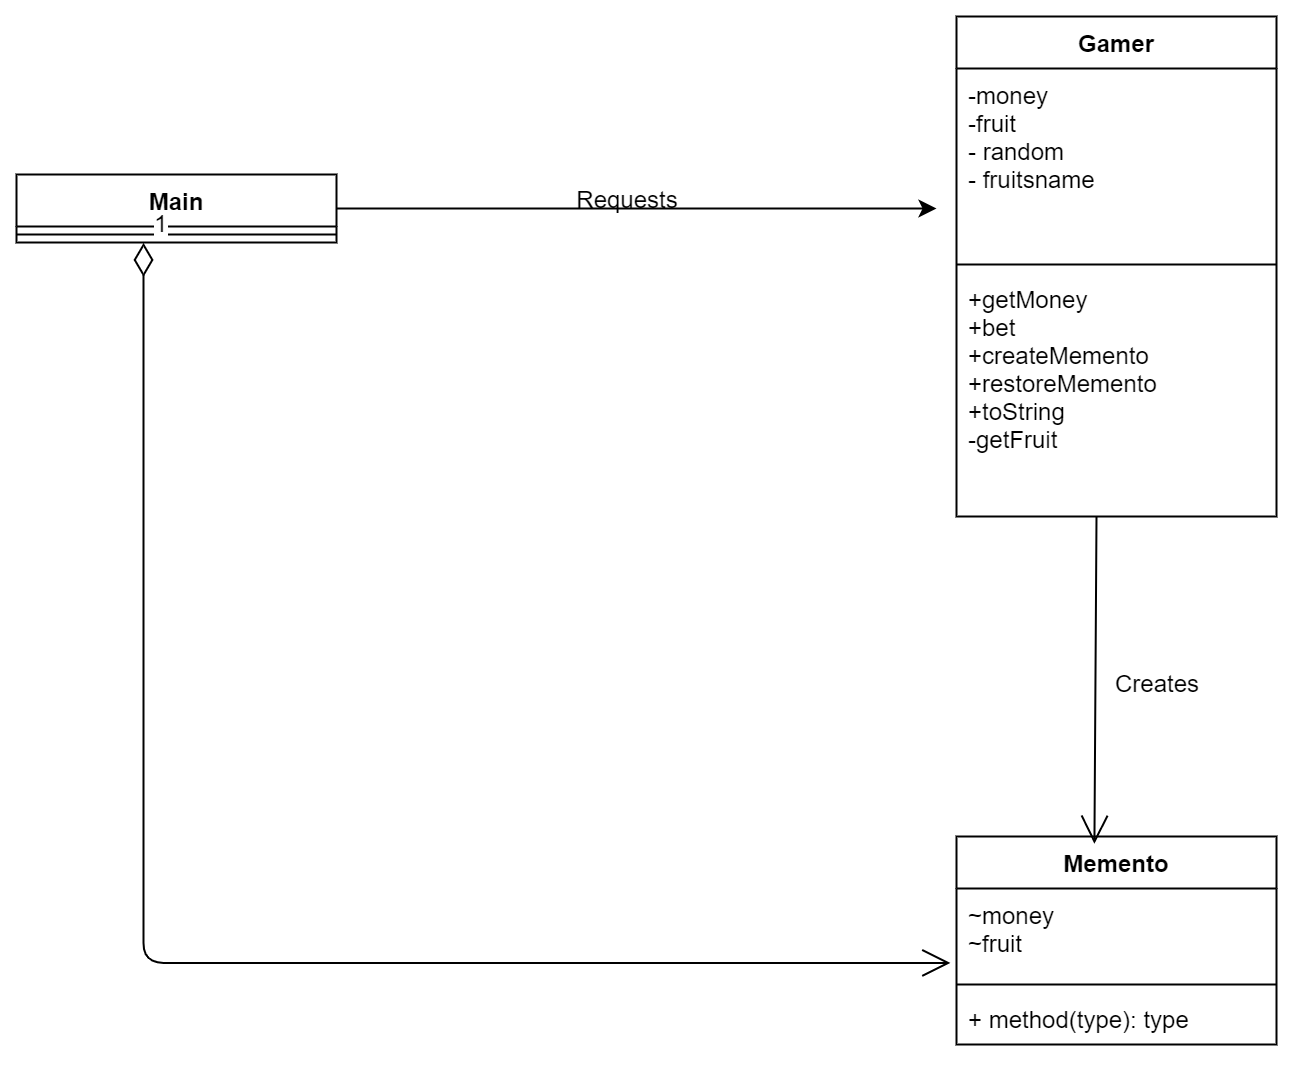 Gamer
-money
-fruit
- random
- fruitsname
Main
1
Requests
+getMoney
+bet
+createMemento
+restoreMemento
+toString
-getFruit
Creates
Memento
~money
~fruit
+ method(type): type